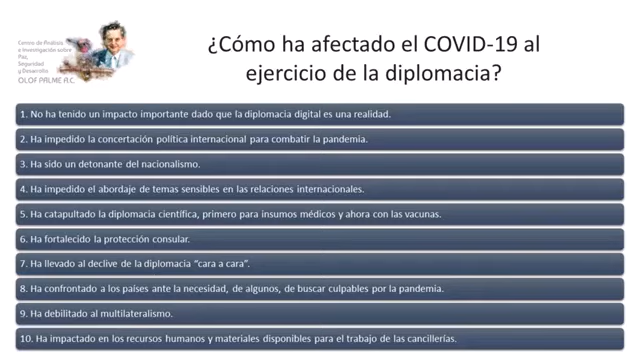 Centro de Análisis
e Investigación sobre
Paz,
Seguridad
y Desarrollo
OLOF PALME A.C.
¿Cómo ha afectado el COVID-19 al
ejercicio de la diplomacia?
1. No ha tenido un impacto importante dado que la diplomacia digital es una realidad.
2. Ha impedido la concertación política internacional para combatir la pandemia.
3. Ha sido un detonante del nacionalismo.
4. Ha impedido el abordaje de temas sensibles en las relaciones internacionales.
5. Ha catapultado la diplomacia científica, primero para insumos médicos y ahora con las vacunas.
6. Ha fortalecido la protección consular.
7. Ha llevado al declive de la diplomacia “cara a cara”.
8. Ha confrontado a los países ante la necesidad, de algunos, de buscar culpables por la pandemia.
9. Ha debilitado al multilateralismo.
10. Ha impactado en los recursos humanos y materiales disponibles para el trabajo de las cancillerías.